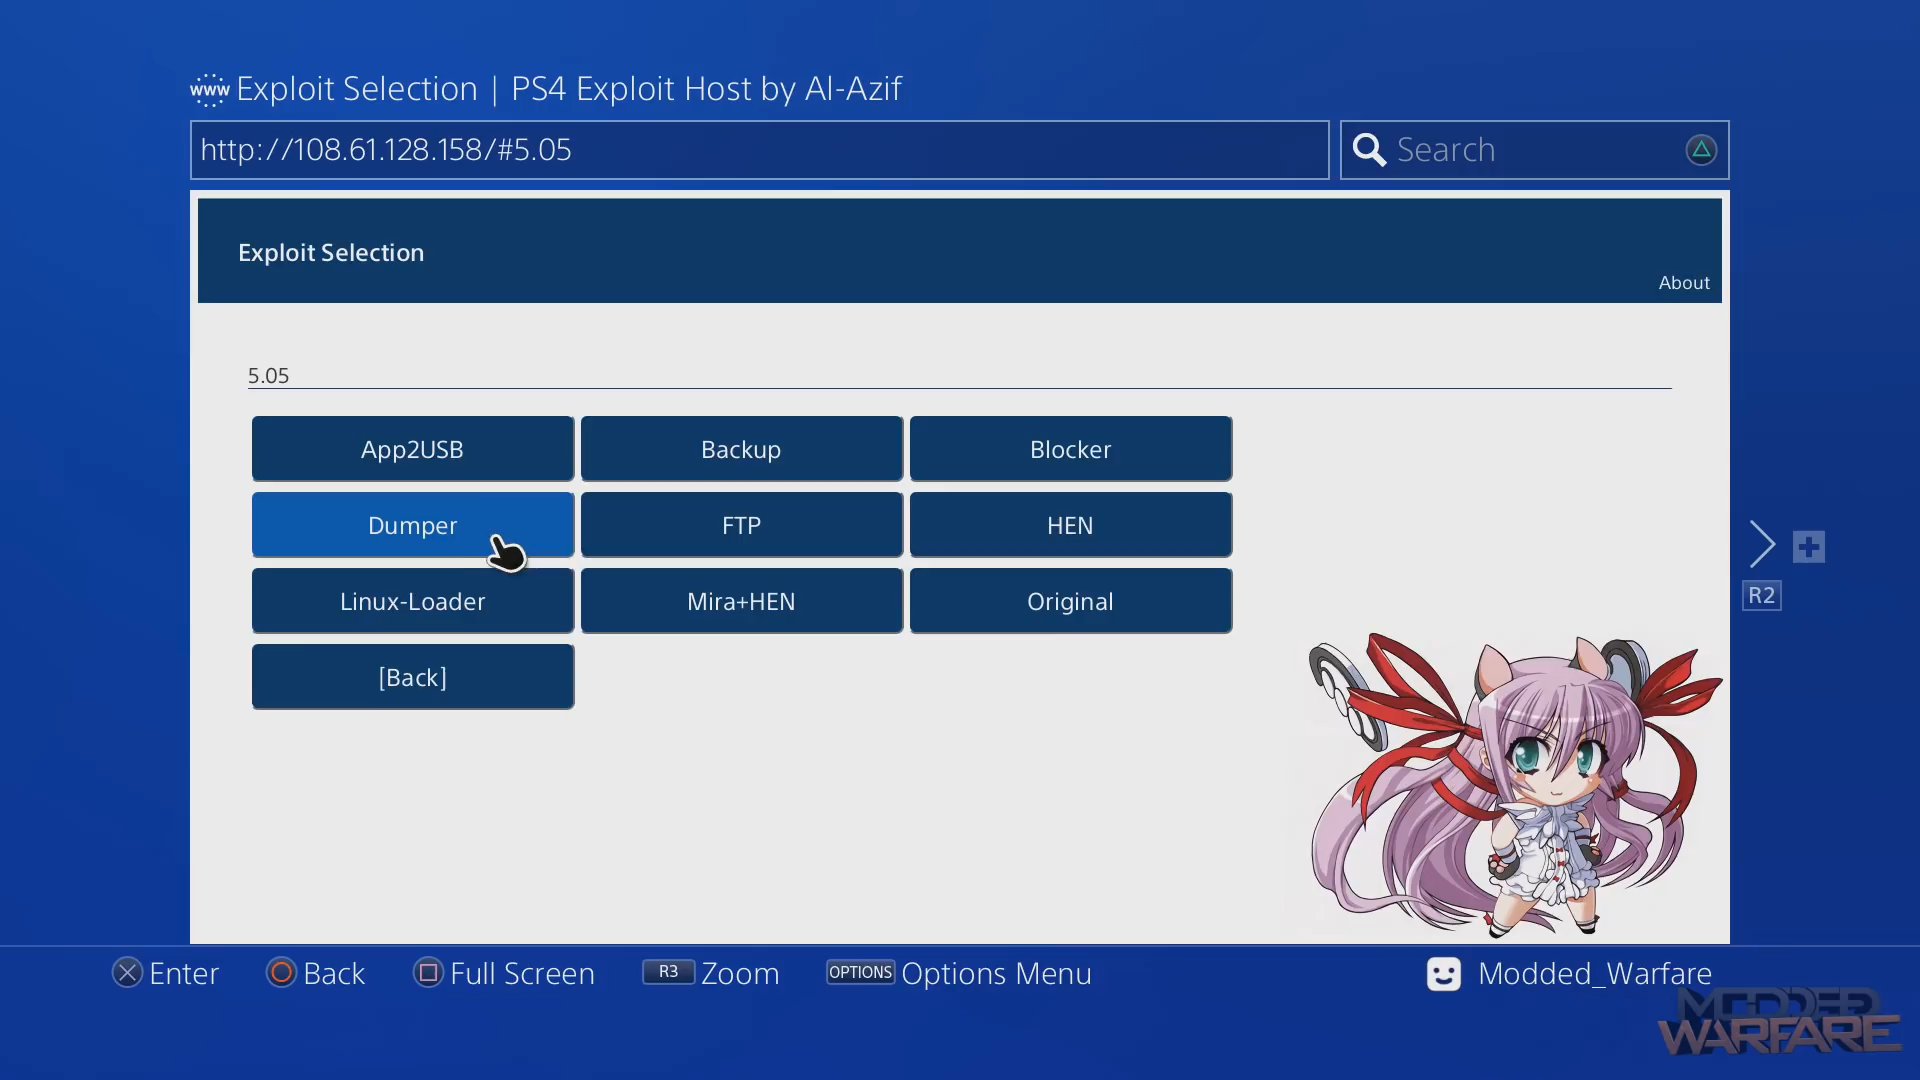 www Exploit Selection | PS4 Exploit Host by Al-Azif
http://108.61.128.158/#5.05
Search
Exploit Selection
About
5.05
App2USB Backup Blocker
Dumper FTP HEN
R2
Linux-Loader Mira+HEN Original
[Back]
Enter Back Full Screen R3 Zoom OPTIONS Options Menu Modded_Warfare
MODDED
WARFARE